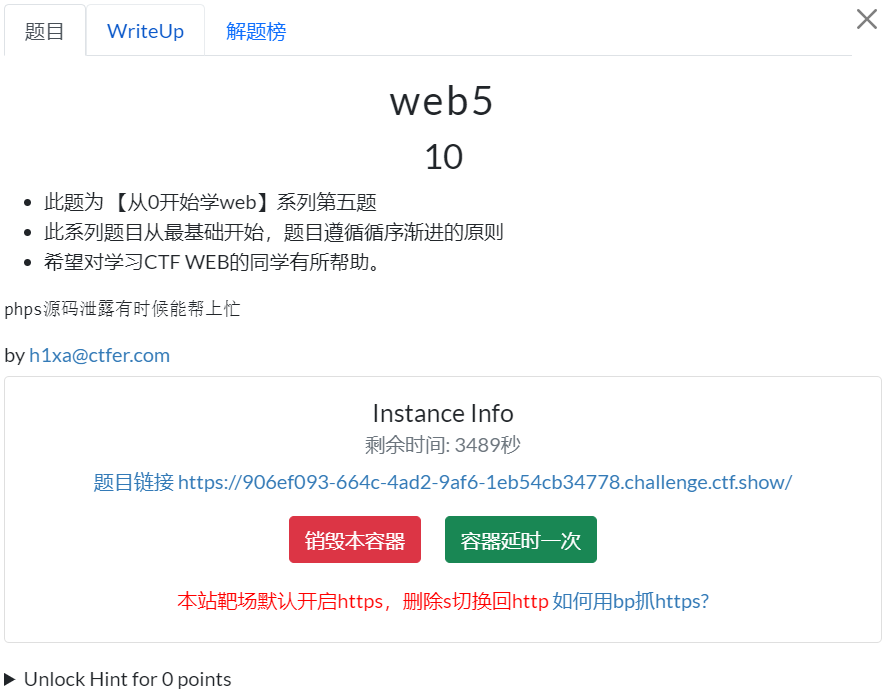 题目 WriteUp 解题榜
web5
10
此题为 【从0开始学web】系列第五题
此系列题目从最基础开始，题目遵循循序渐进的原则
希望对学习CTF WEB的同学有所帮助。
phps源码泄露有时候能帮上忙
by h1xa@ctfer.com
Instance Info
剩余时间: 3489秒
题目链接 https://906ef093-664c-4ad2-9af6-1eb54cb34778.challenge.ctf.show/
销毁本容器 容器延时一次
本站靶场默认开启https，删除s切换回http 如何用bp抓https?
Unlock Hint for 0 points